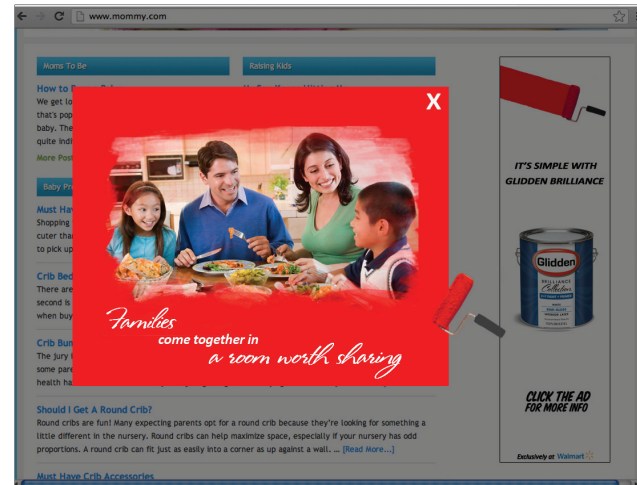 www.mommy.com
Moms To Be
Raising Kids
How to
We get lo
that's pop
baby. The
quite indi
More Pos
X
Baby Pr
Must Ha
Shopping
cuter tha
to pick up
Crib Bed
There are
second is
when buy
Crib Bun
The jury
some pare
health ha
Families
come together in
a room worth sharing
Should I Get A Round Crib?
Round cribs are fun! Many expecting parents opt for a round crib because they're looking for something a
little different in the nursery. Round cribs can help maximize space, especially if your nursery has odd
proportions. A round crib can fit just as easily into a corner as up against a wall. … [Read More...]
Must Have Crib Accessories
IT'S SIMPLE WITH
GLIDDEN BRILLIANCE
Glidden
BRILLIANCE
Collection
CLICK THE AD
FOR MORE INFO
Exclusively at Walmart